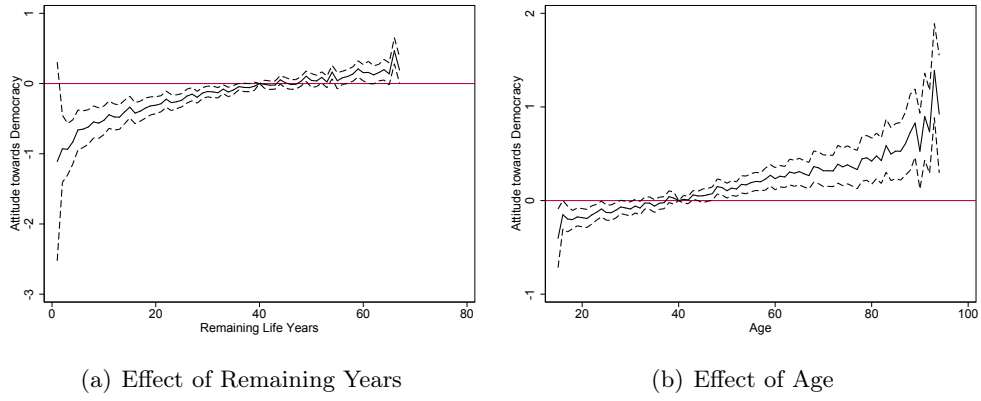 Attitude towards Democracy
1
0
-1
-2
-3
0 20 40 60 80
Remaining Life Years
(a) Effect of Remaining Years
Attitude towards Democracy
2
1
0
-1
20 40 60 80 100
Age
(b) Effect of Age